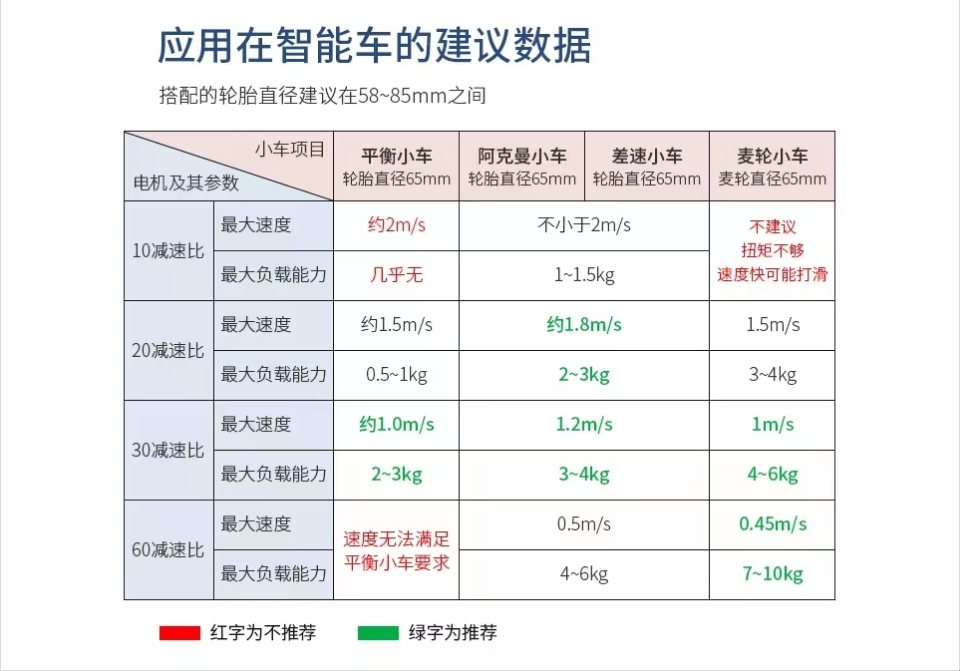 应用在智能车的建议数据
搭配的轮胎直径建议在58~85mm之间
小车项目
电机及其参数
平衡小车
轮胎直径65mm
阿克曼小车
轮胎直径65mm
差速小车
轮胎直径65mm
麦轮小车
麦轮直径65mm
10减速比
最大速度
约2m/s
不小于2m/s
不建议
扭矩不够
速度快可能打滑
最大负载能力
几乎无
1~1.5kg
20减速比
最大速度
约1.5m/s
约1.8m/s
1.5m/s
最大负载能力
0.5~1kg
2~3kg
3~4kg
30减速比
最大速度
约1.0m/s
1.2m/s
1m/s
最大负载能力
2~3kg
3~4kg
4~6kg
60减速比
最大速度
速度无法满足
平衡小车要求
0.5m/s
0.45m/s
最大负载能力
4~6kg
7~10kg
红字为不推荐
绿字为推荐